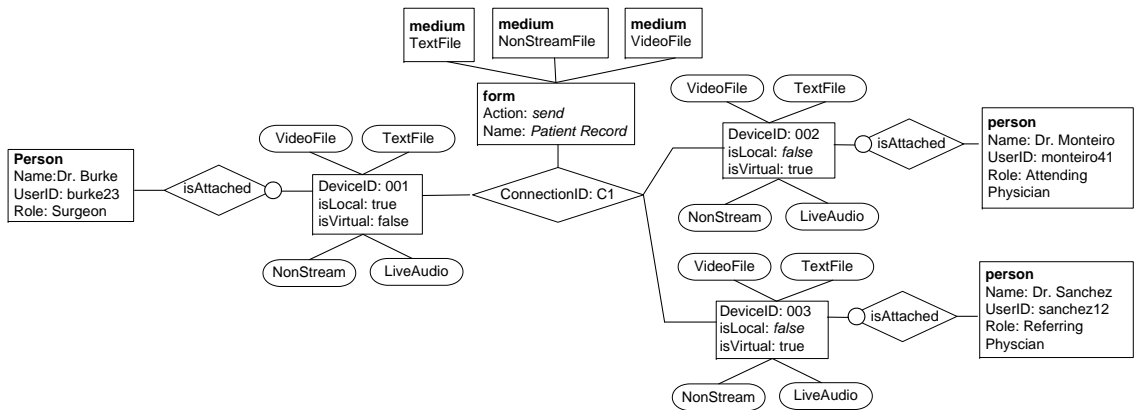 medium
TextFile
medium
NonStreamFile
medium
VideoFile
form
Action: send
Name: Patient Record
VideoFile
TextFile
Person
Name:Dr. Burke
UserID: burke23
Role: Surgeon
isAttached
DeviceID: 001
isLocal: true
isVirtual: false
NonStream
LiveAudio
ConnectionID: C1
VideoFile
TextFile
DeviceID: 002
isLocal: false
isVirtual: true
NonStream
LiveAudio
isAttached
person
Name: Dr. Monteiro
UserID: monteiro41
Role: Attending
Physician
VideoFile
TextFile
DeviceID: 003
isLocal: false
isVirtual: true
NonStream
LiveAudio
isAttached
person
Name: Dr. Sanchez
UserID: sanchez12
Role: Referring
Physcian